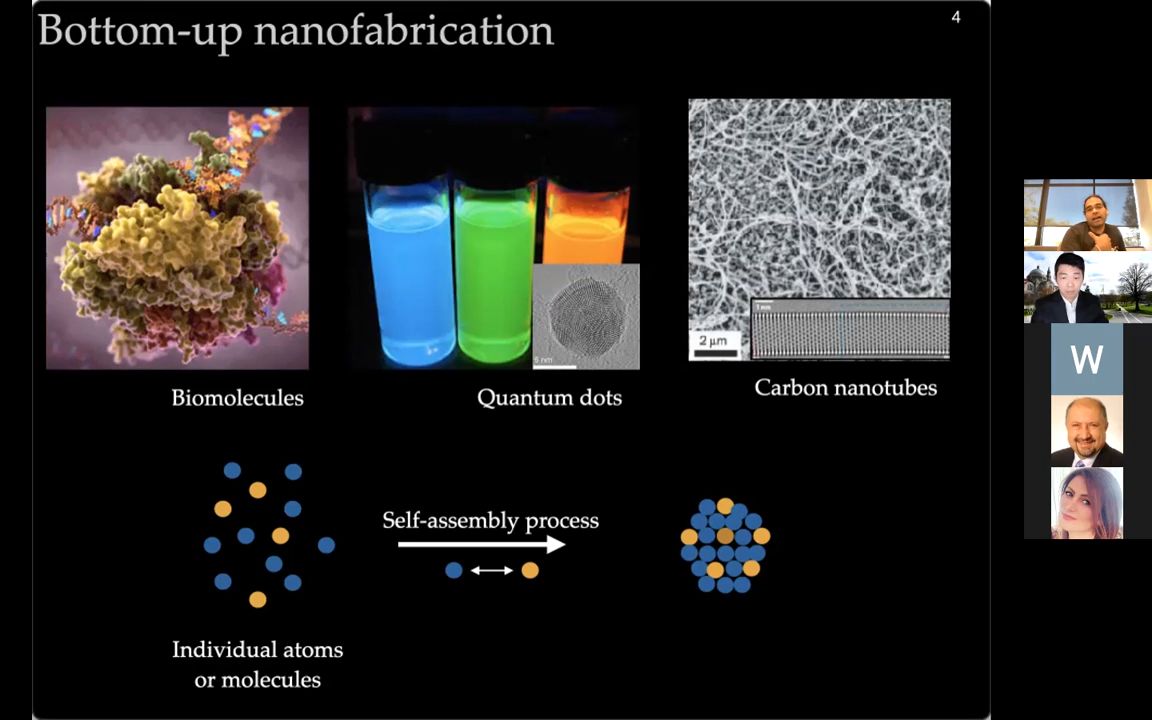 Bottom-up nanofabrication
4
5 nm
2 μm
1 nm
Biomolecules
Quantum dots
Carbon nanotubes
Self-assembly process
Individual atoms
or molecules
W